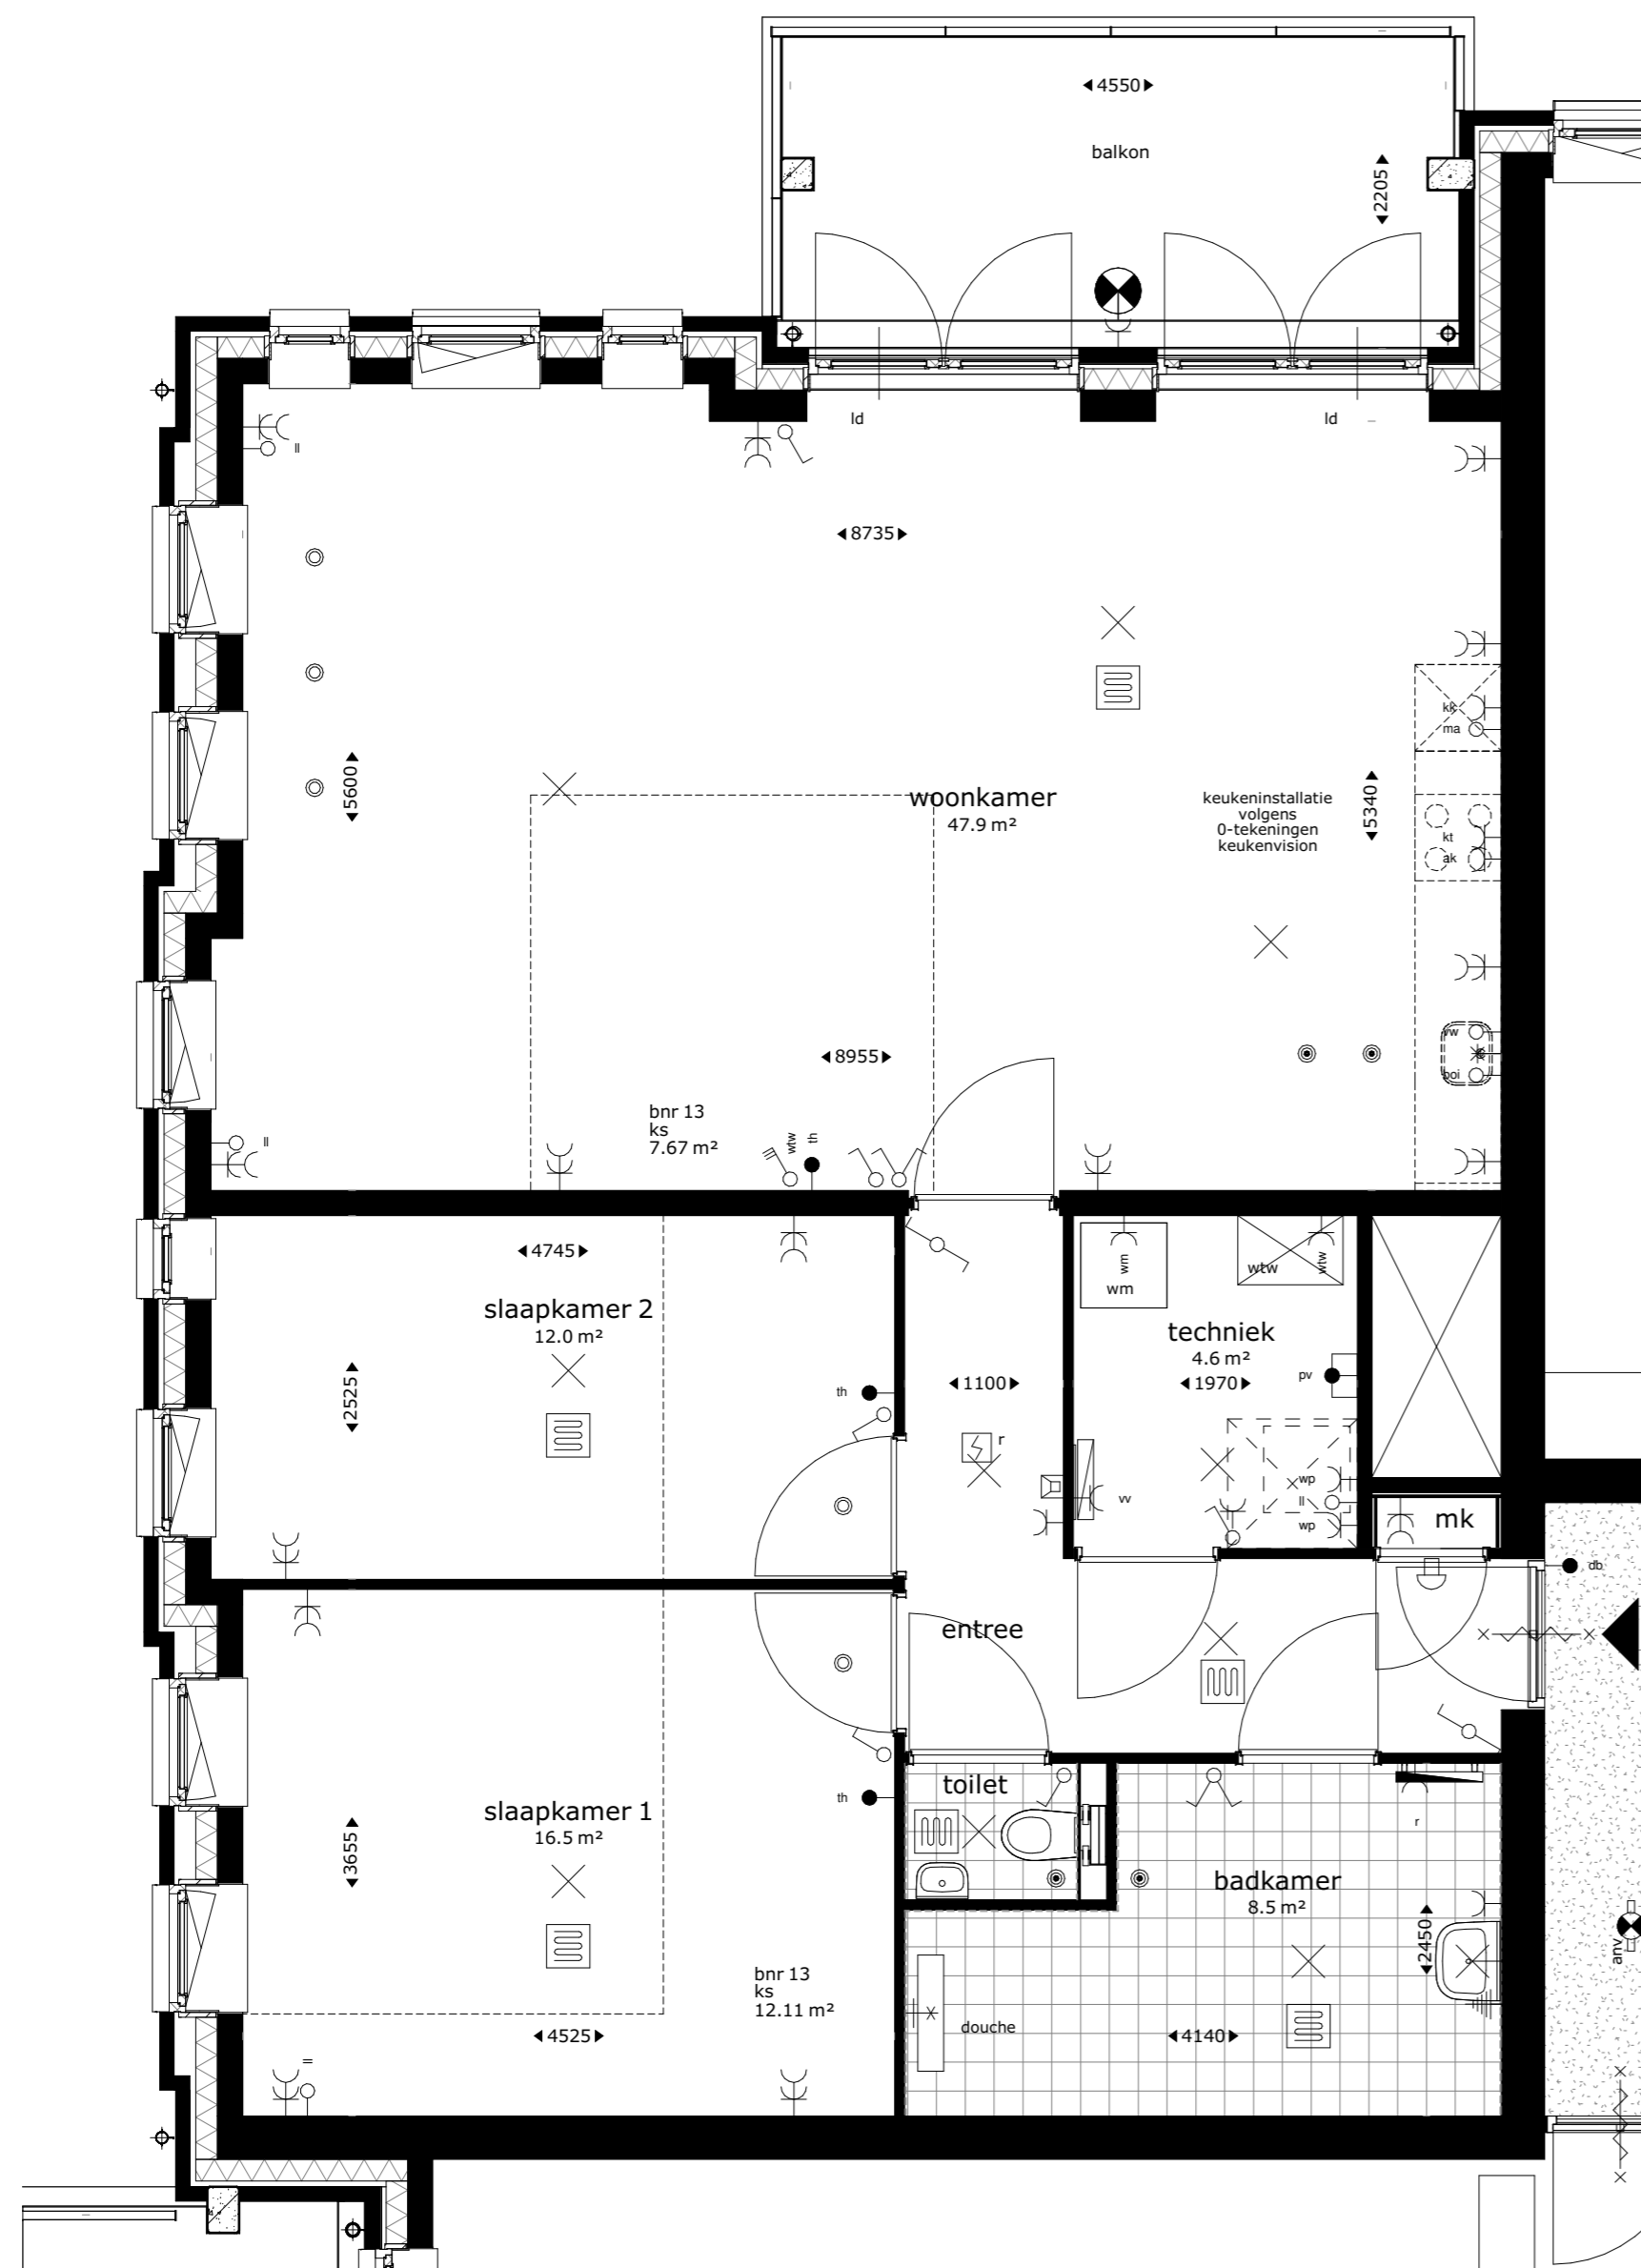 4550
balkon
2205
ld
ld
ll
8735
kk
ma
5600
woonkamer
47.9 m²
keukeninstallatie
volgens
0-tekeningen
keukenvision
5340
kt
ak
vw
boi
8955
bnr 13
ks
7.67 m²
wtw
th
ll
4745
slaapkamer 2
12.0 m²
2525
th
1100
r
wm
wm
wtw
wtw
techniek
4.6 m²
1970
pv
vv
wp
ll
wp
mk
db
entree
toilet
th
slaapkamer 1
16.5 m²
3655
r
badkamer
8.5 m²
2450
anv
bnr 13
ks
12.11 m²
douche
4525
4140